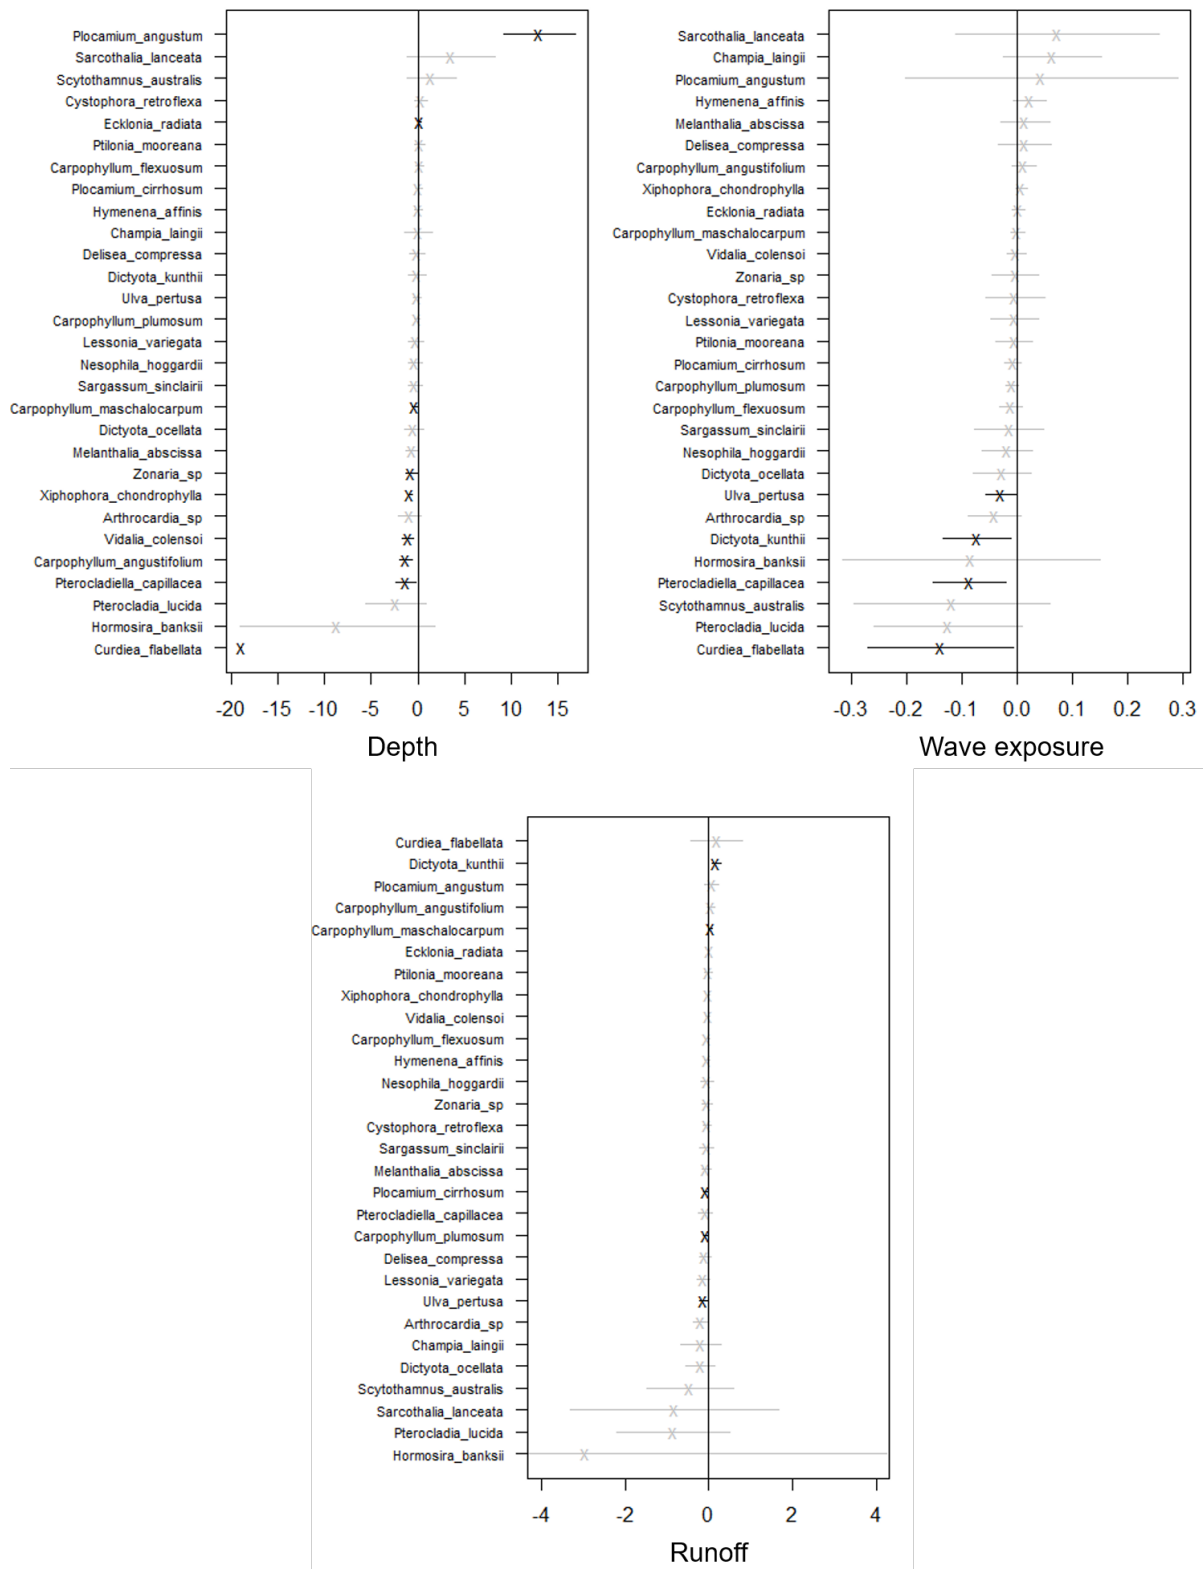 Plocamium_angustum
Sarcothalia_lanceata
Scytothamnus_australis
Cystophora_retroflexa
Ecklonia_radiata
Ptilonia_mooreana
Carpophyllum_flexuosum
Plocamium_cirrhosum
Hymenena_affinis
Champia_laingii
Delisea_compressa
Dictyota_kunthii
Ulva_pertusa
Carpophyllum_plumosum
Lessonia_variegata
Nesophila_hoggardii
Sargassum_sinclairii
Carpophyllum_maschalocarpum
Dictyota_ocellata
Melanthalia_abscissa
Zonaria_sp
Xiphophora_chondrophylla
Arthrocardia_sp
Vidalia_colensoi
Carpophyllum_angustifolium
Pterocladiella_capillacea
Pterocladia_lucida
Hormosira_banksii
Curdiea_flabellata
-20 -15 -10 -5 0 5 10 15
Depth
Sarcothalia_lanceata
Champia_laingii
Plocamium_angustum
Hymenena_affinis
Melanthalia_abscissa
Delisea_compressa
Carpophyllum_angustifolium
Xiphophora_chondrophylla
Ecklonia_radiata
Carpophyllum_maschalocarpum
Vidalia_colensoi
Zonaria_sp
Cystophora_retroflexa
Lessonia_variegata
Ptilonia_mooreana
Plocamium_cirrhosum
Carpophyllum_plumosum
Carpophyllum_flexuosum
Sargassum_sinclairii
Nesophila_hoggardii
Dictyota_ocellata
Ulva_pertusa
Arthrocardia_sp
Dictyota_kunthii
Hormosira_banksii
Pterocladiella_capillacea
Scytothamnus_australis
Pterocladia_lucida
Curdiea_flabellata
-0.3 -0.2 -0.1 0.0 0.1 0.2 0.3
Wave exposure
Curdiea_flabellata
Dictyota_kunthii
Plocamium_angustum
Carpophyllum_angustifolium
Carpophyllum_maschalocarpum
Ecklonia_radiata
Ptilonia_mooreana
Xiphophora_chondrophylla
Vidalia_colensoi
Carpophyllum_flexuosum
Hymenena_affinis
Nesophila_hoggardii
Zonaria_sp
Cystophora_retroflexa
Sargassum_sinclairii
Melanthalia_abscissa
Plocamium_cirrhosum
Pterocladiella_capillacea
Carpophyllum_plumosum
Delisea_compressa
Lessonia_variegata
Ulva_pertusa
Arthrocardia_sp
Champia_laingii
Dictyota_ocellata
Scytothamnus_australis
Sarcothalia_lanceata
Pterocladia_lucida
Hormosira_banksii
-4 -2 0 2 4
Runoff